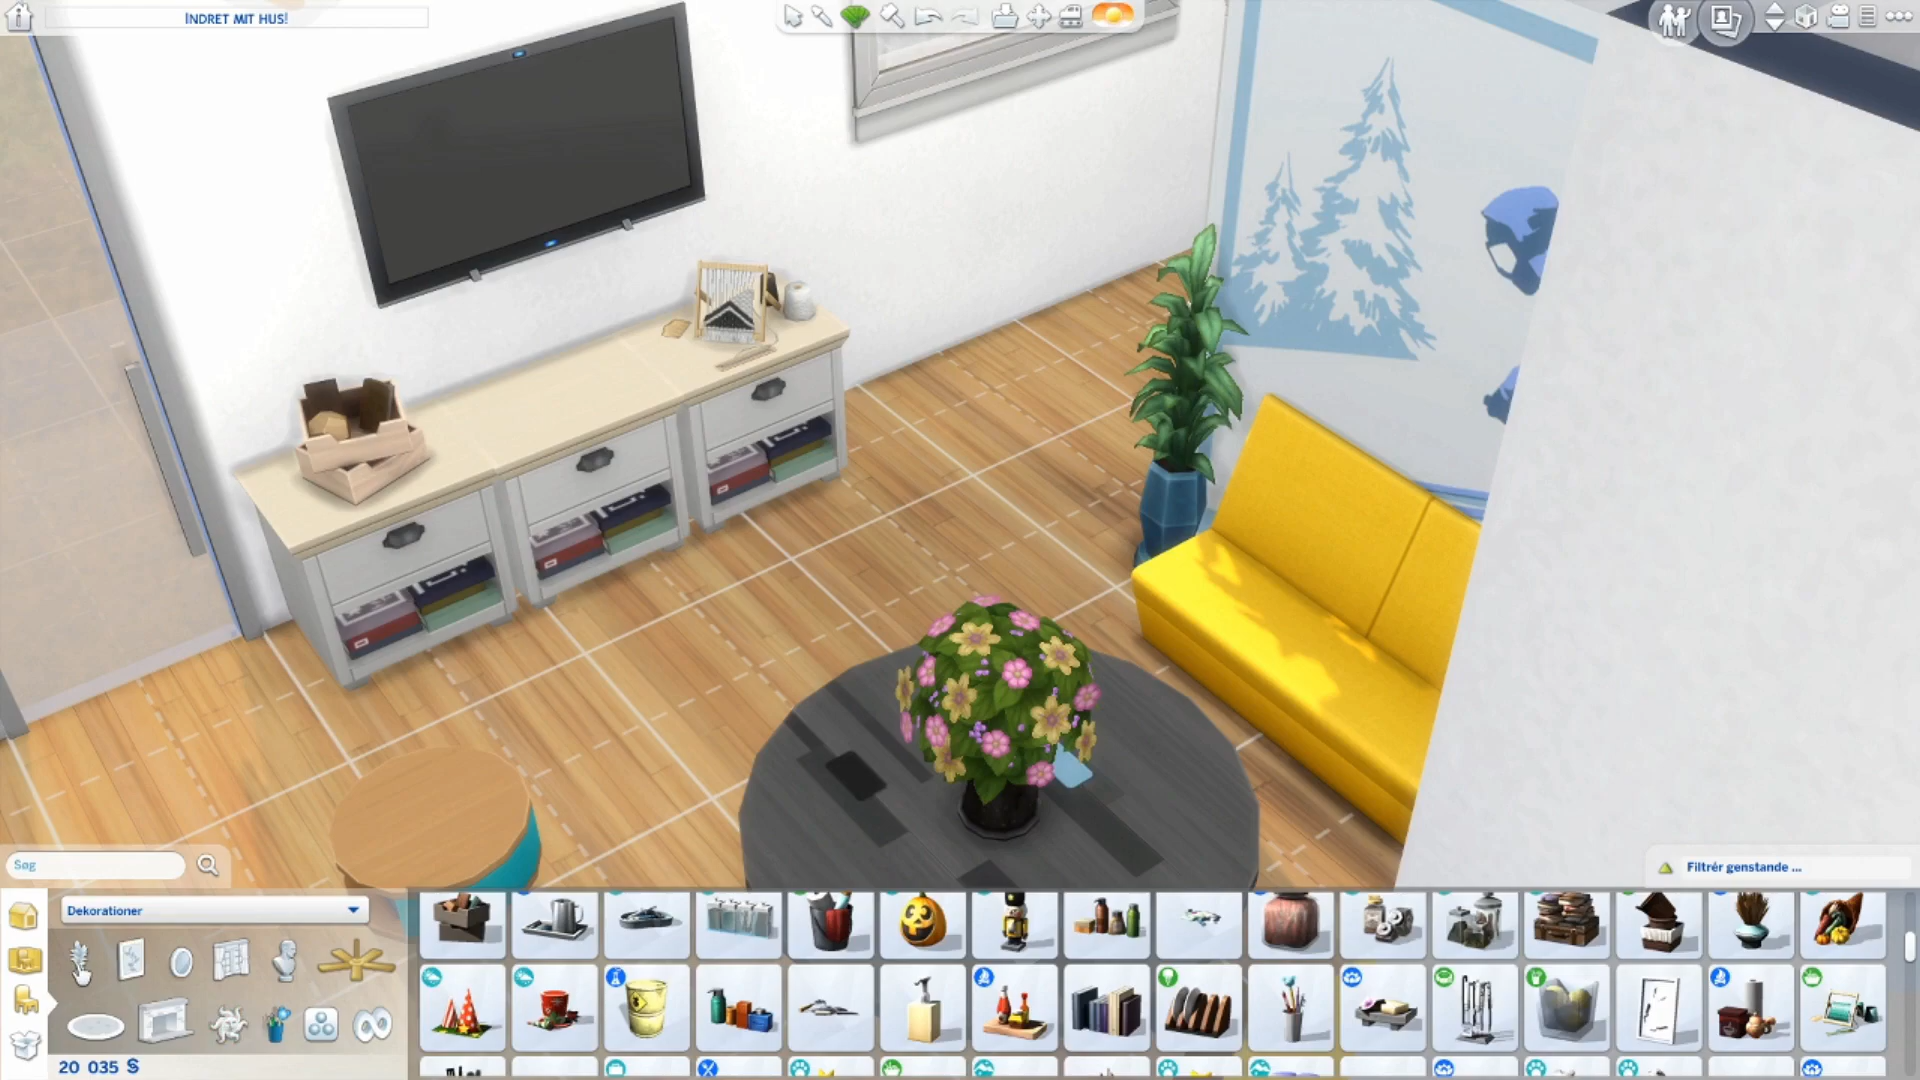 INDRET MIT HUS!
Søg
Filtrér genstande ...
Dekorationer
20 035 §